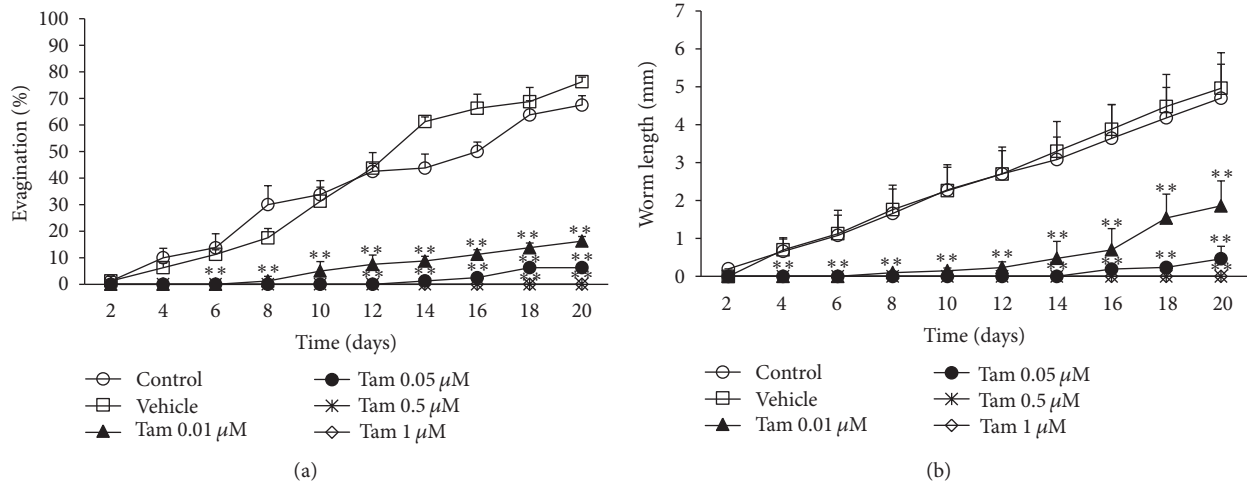 100
90
80
70
60
50
40
30
20
10
0
Evagination (%)
** ** ** ** ** ** ** **
** ** ** **
** ** ** **
2 4 6 8 10 12 14 16 18 20
Time (days)
Control
Vehicle
Tam 0.01 μM
Tam 0.05 μM
Tam 0.5 μM
Tam 1 μM
(a)
7
6
5
4
3
2
1
0
Worm length (mm)
** ** ** ** ** ** ** ** **
** ** ** **
** **
2 4 6 8 10 12 14 16 18 20
Time (days)
Control
Vehicle
Tam 0.01 μM
Tam 0.05 μM
Tam 0.5 μM
Tam 1 μM
(b)